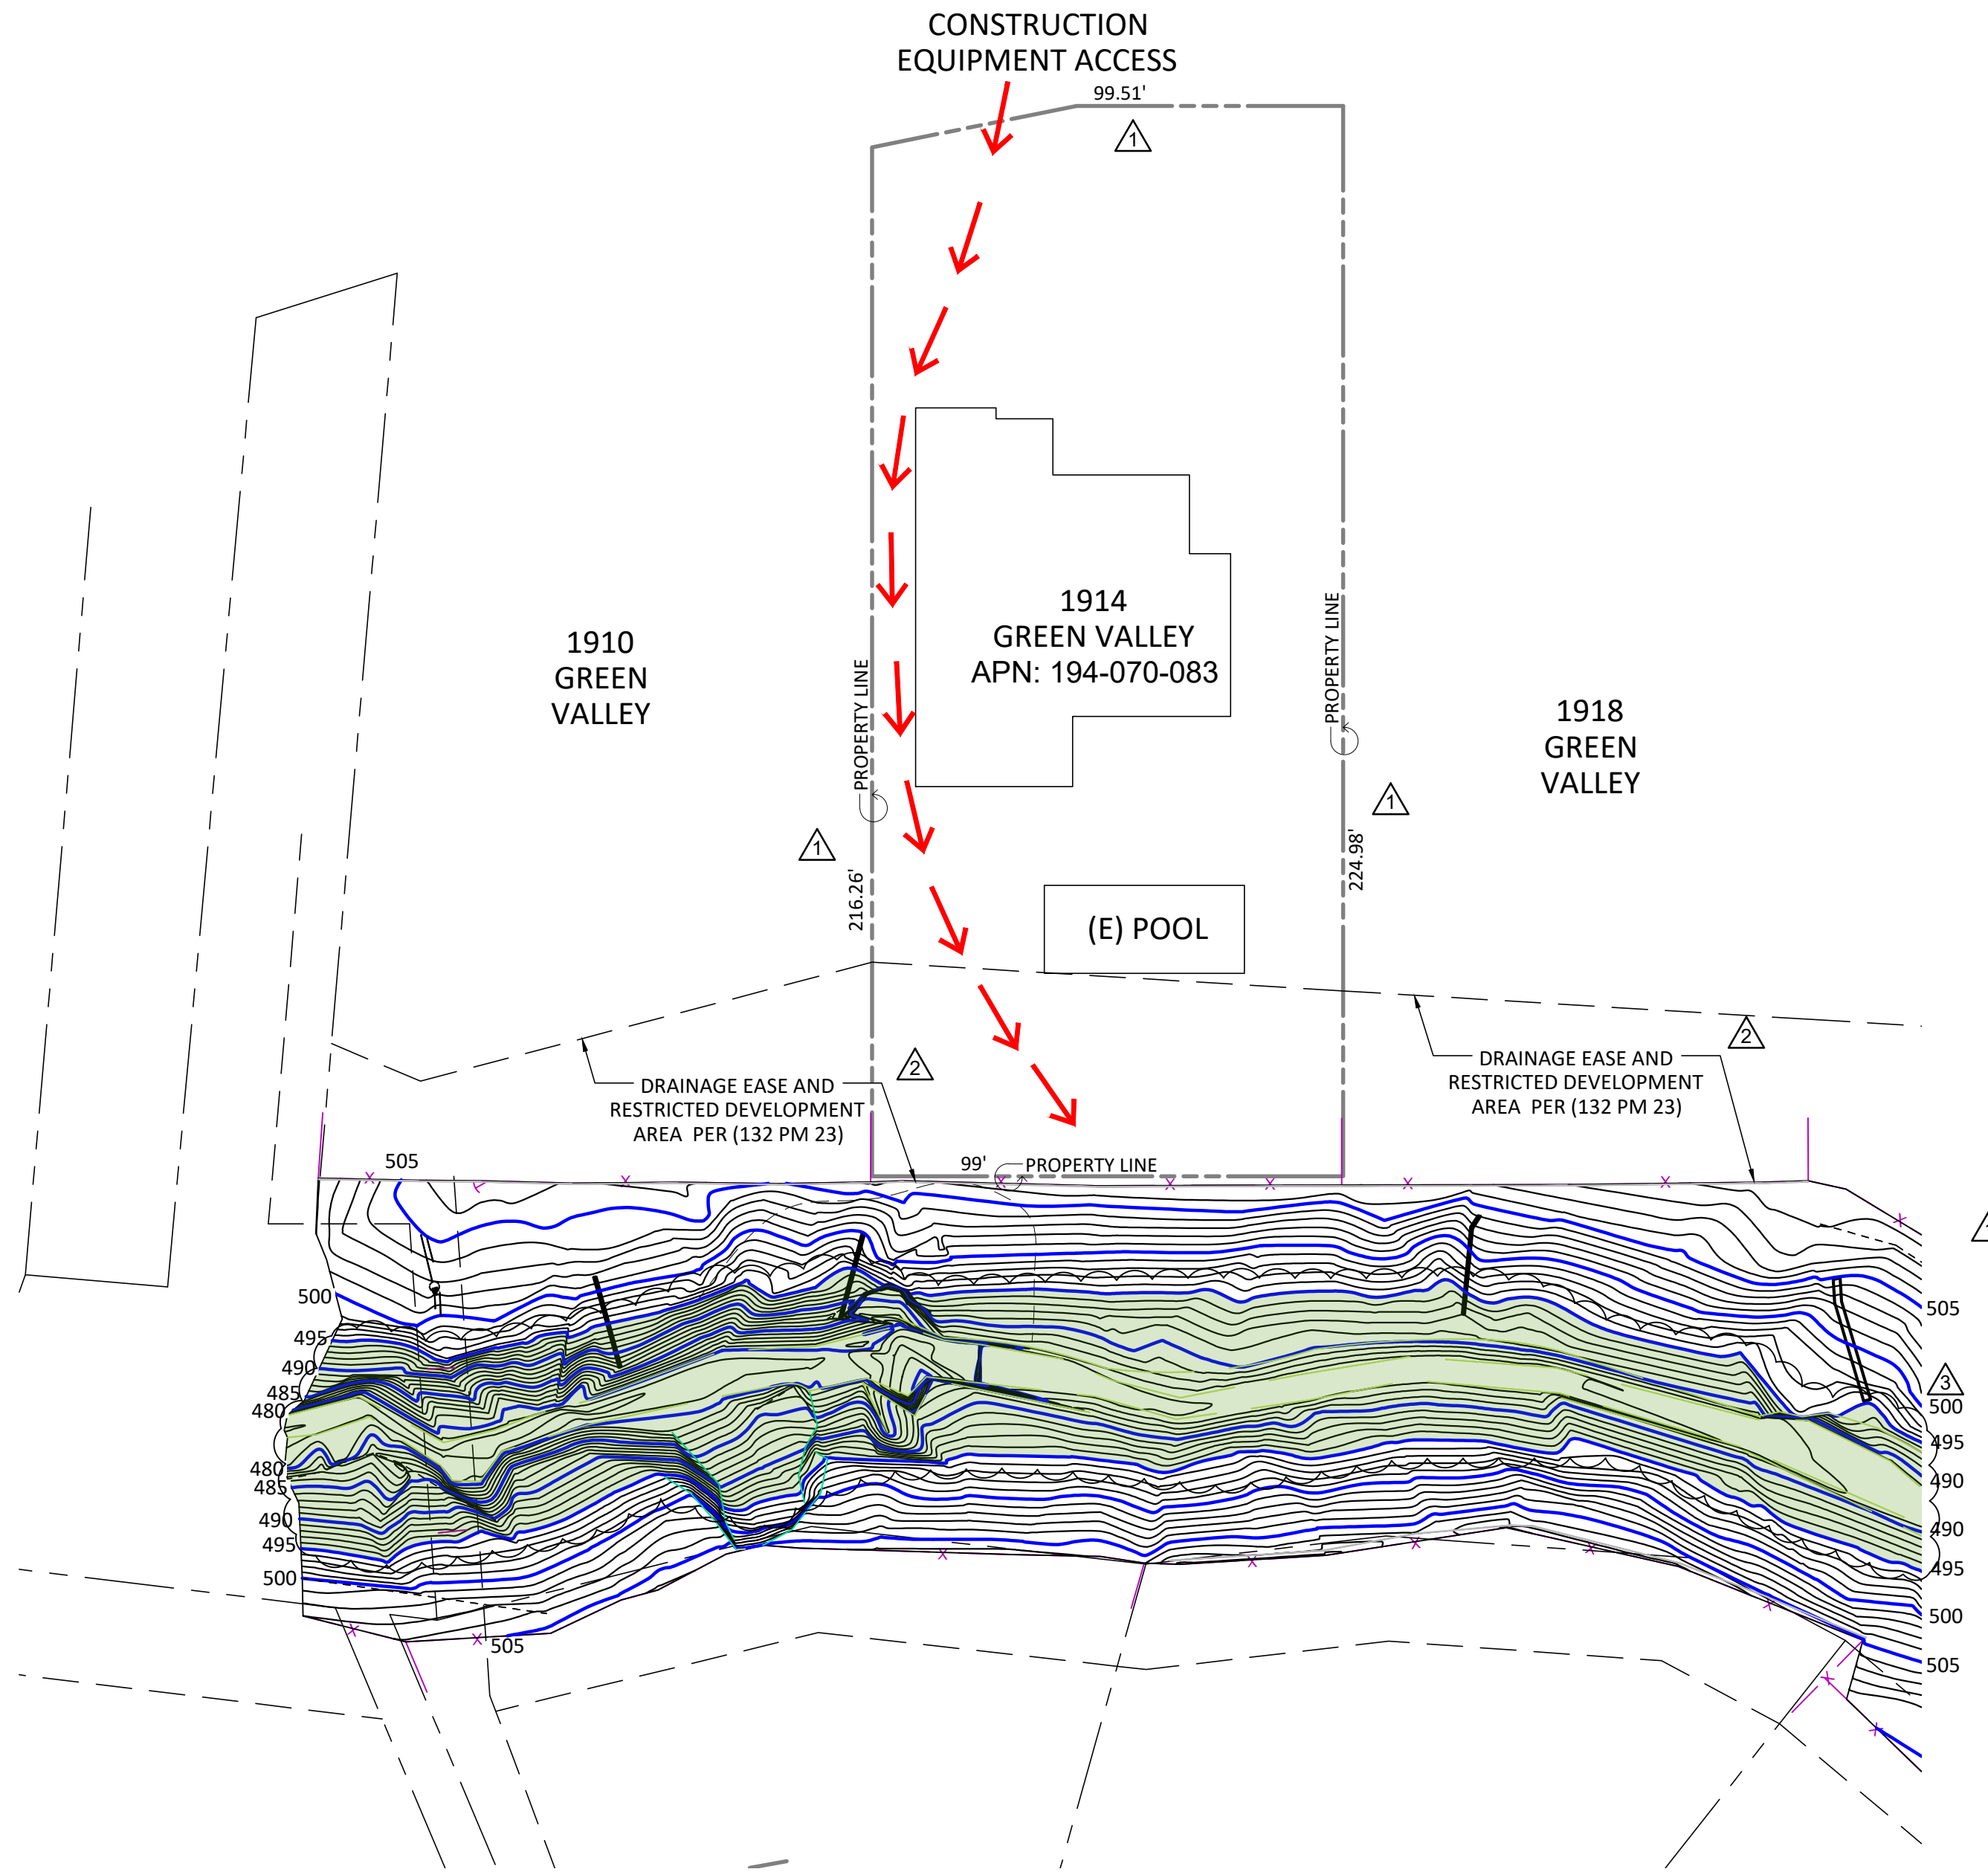 CONSTRUCTION
EQUIPMENT ACCESS
99.51'
1
1914
GREEN VALLEY
APN: 194-070-083
1910
GREEN
VALLEY
1918
GREEN
VALLEY
PROPERTY LINE
PROPERTY LINE
1
1
216.26'
224.98'
(E) POOL
2
2
DRAINAGE EASE AND
RESTRICTED DEVELOPMENT
AREA PER (132 PM 23)
DRAINAGE EASE AND
RESTRICTED DEVELOPMENT
AREA PER (132 PM 23)
99'
PROPERTY LINE
505
500
495
490
485
480
480
485
490
495
500
505
505
3
500
495
490
490
495
500
505